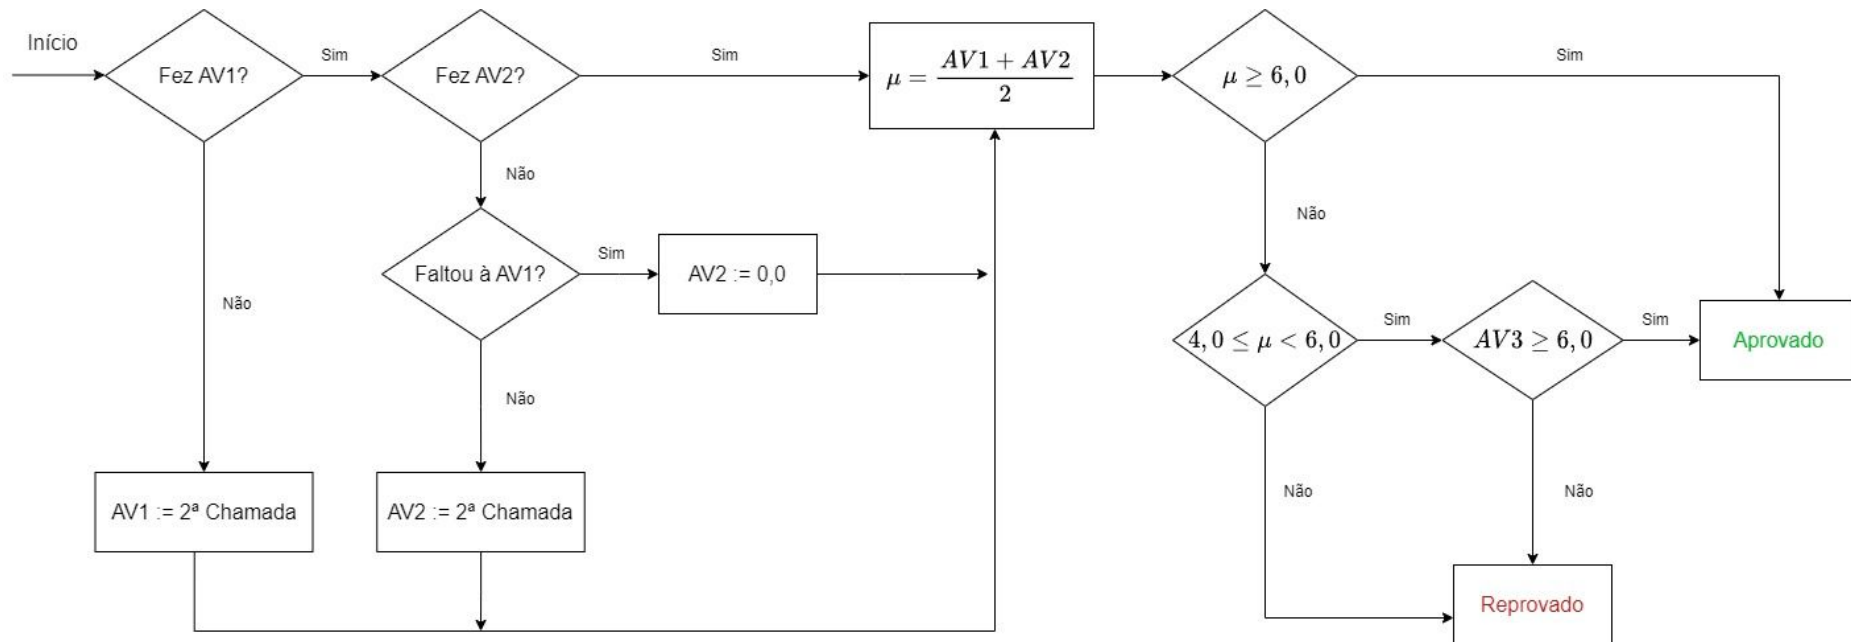 Início
Fez AV1?
Sim
Fez AV2?
Sim
μ = \frac{AV1 + AV2}{2}
μ ≥ 6,0
Sim
Não
Não
Não
Faltou à AV1?
Sim
AV2 := 0,0
4,0 ≤ μ < 6,0
Sim
AV3 ≥ 6,0
Sim
Aprovado
Não
Não
Não
AV1 := 2ª Chamada
AV2 := 2ª Chamada
Reprovado